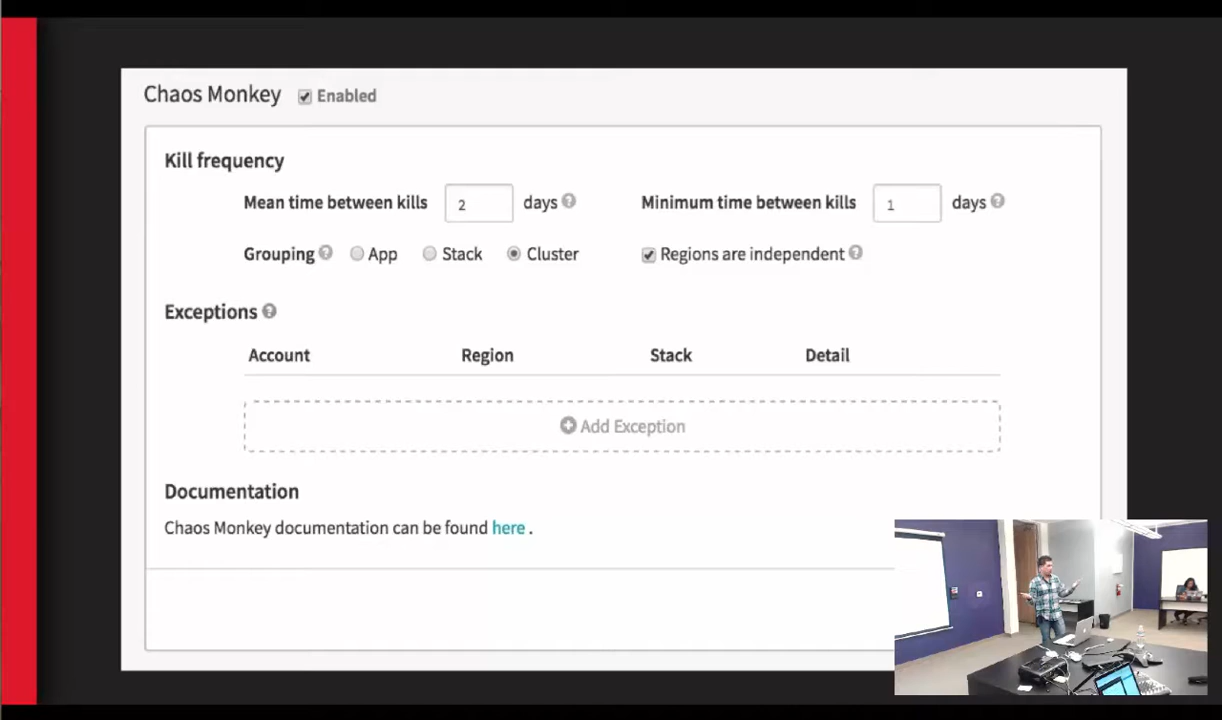 Chaos Monkey Enabled
Kill frequency
Mean time between kills 2 days Minimum time between kills 1 days
Grouping App Stack Cluster Regions are independent
Exceptions
Account Region Stack Detail
Add Exception
Documentation
Chaos Monkey documentation can be found here .